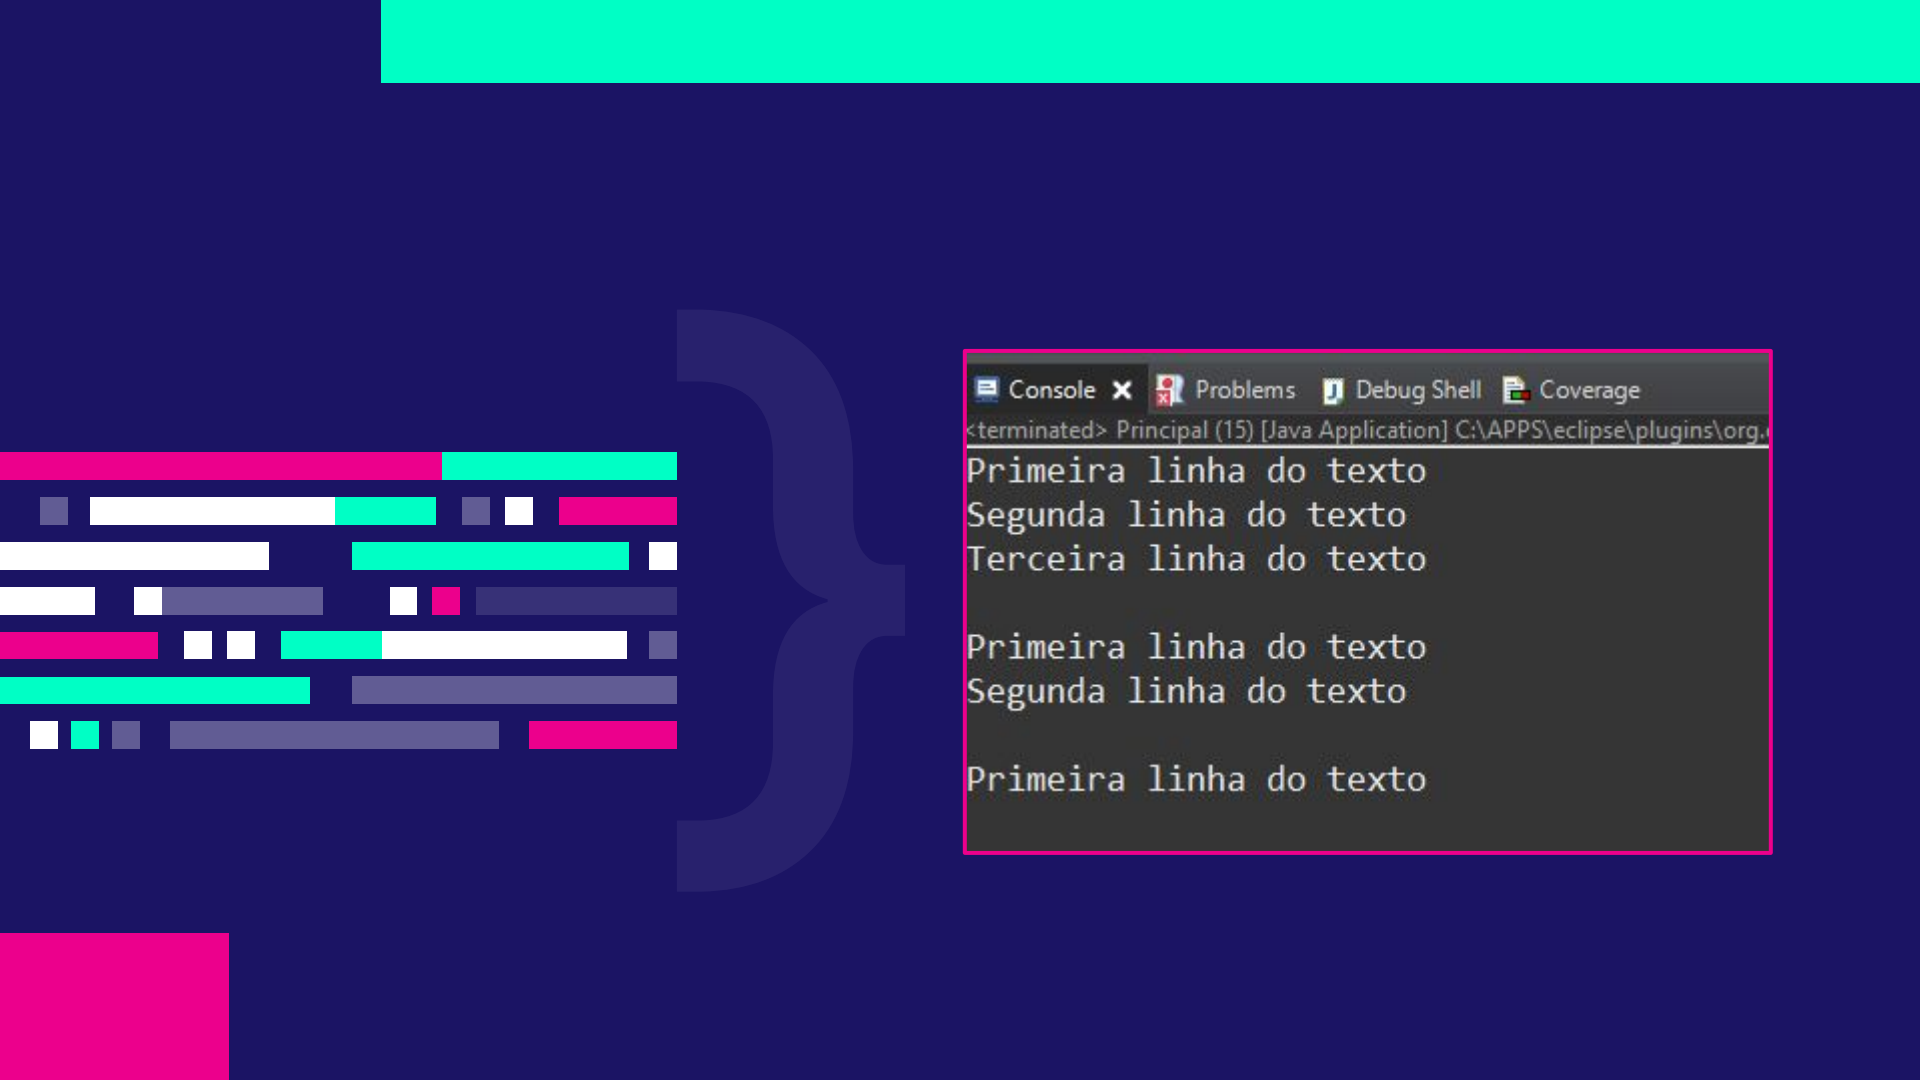 Console Problems Debug Shell Coverage
<terminated> Principal (15) [Java Application] C:\APPS\eclipse\plugins\org.
Primeira linha do texto
Segunda linha do texto
Terceira linha do texto
Primeira linha do texto
Segunda linha do texto
Primeira linha do texto